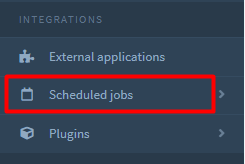 INTEGRATIONS
External applications
Scheduled jobs
Plugins